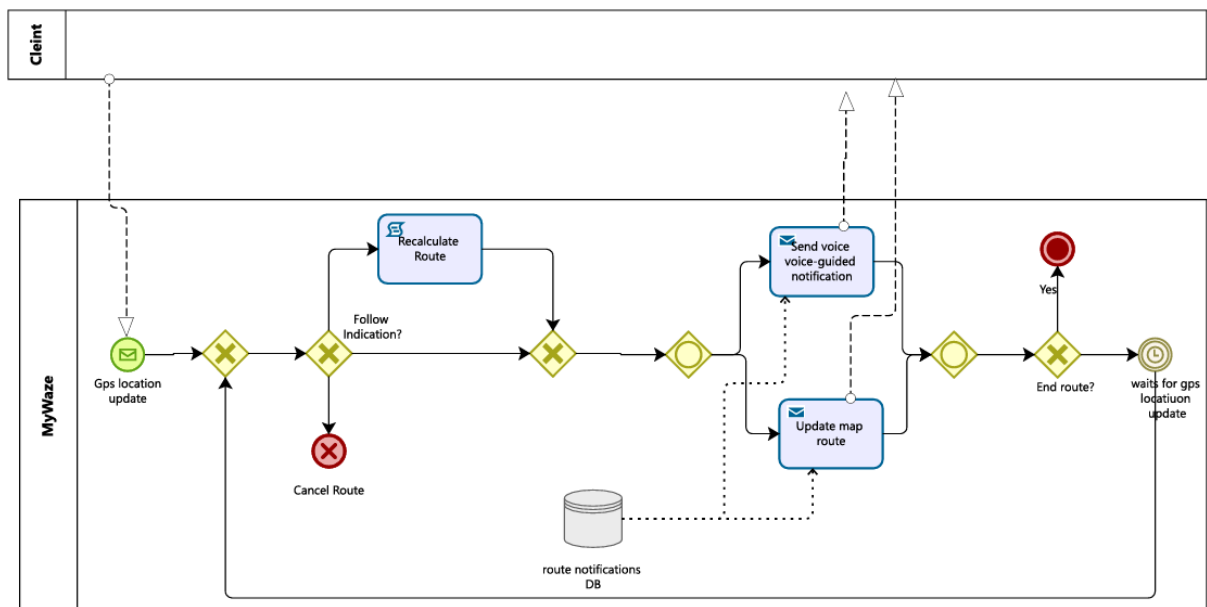 Cleint
MyWaze
Gps location
update
Follow
Indication?
Recalculate
Route
Cancel Route
route notifications
DB
Send voice
voice-guided
notification
Update map
route
Yes
End route?
waits for gps
locatiuon
update